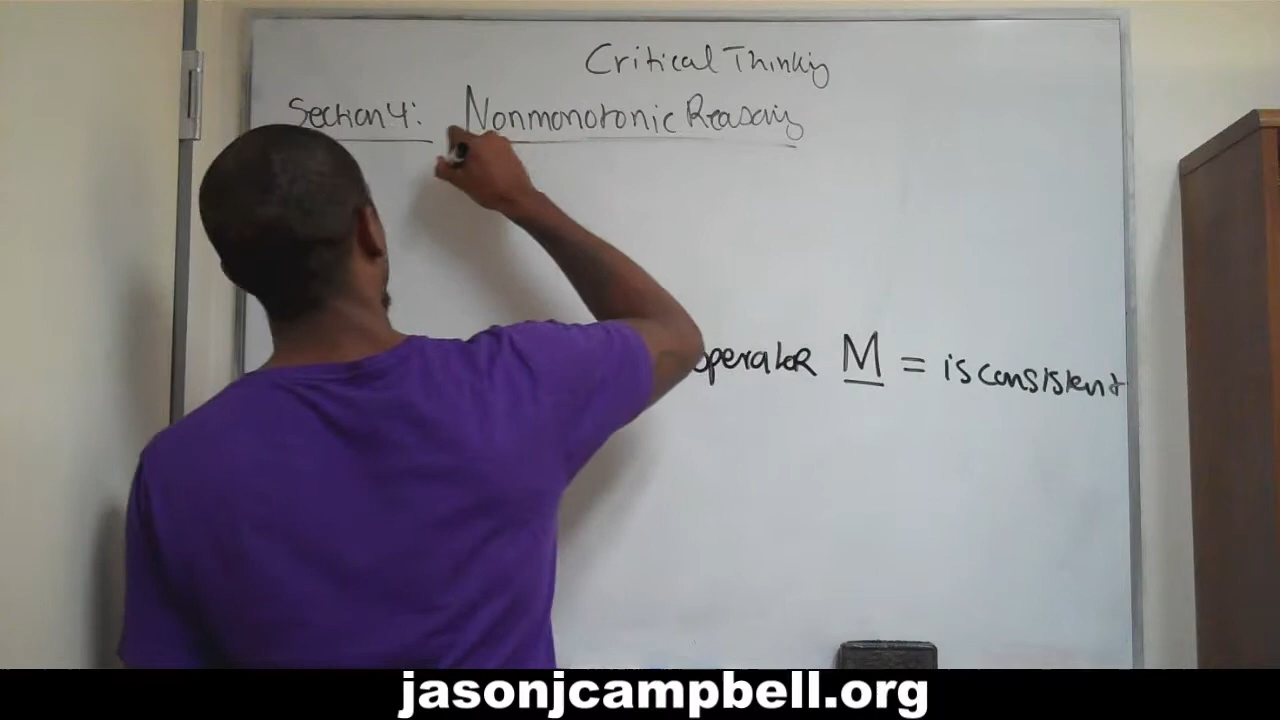 Critical Thinking
Section 4: Nonmonotonic Reasoning
operator M = is consistent
jasonjcampbell.org